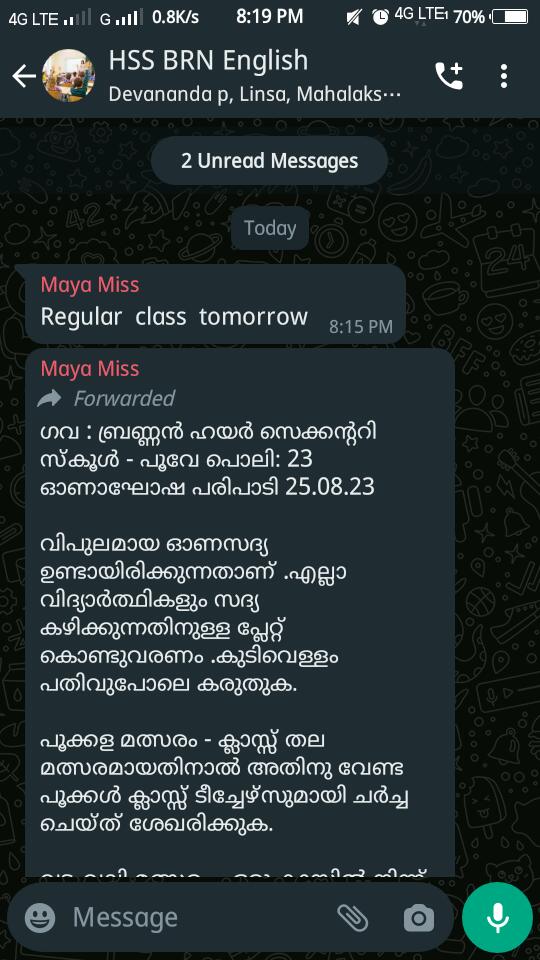 4G LTE G 0.8K/s 8:19 PM 4G LTE 70%
HSS BRN English
Devananda p, Linsa, Mahalaks···
2 Unread Messages
Today
Maya Miss
Regular class tomorrow 8:15 PM
Maya Miss
Forwarded
ഗവ : ബ്രണ്ണൻ ഹയർ സെക്കന്ററി
സ്കൂൾ - പൂവേ പൊലി: 23
ഓണാഘോഷ പരിപാടി 25.08.23
വിപുലമായ ഓണസദ്യ
ഉണ്ടായിരിക്കുന്നതാണ് .എല്ലാ
വിദ്യാർത്ഥികളും സദ്യ
കഴിക്കുന്നതിനുള്ള പ്ലേറ്റ്
കൊണ്ടുവരണം .കുടിവെള്ളം
പതിവുപോലെ കരുതുക.
പൂക്കള മത്സരം - ക്ലാസ്സ് തല
മത്സരമായതിനാൽ അതിനു വേണ്ട
പൂക്കൾ ക്ലാസ്സ് ടീച്ചേഴ്സുമായി ചർച്ച
ചെയ്ത് ശേഖരിക്കുക.
Message